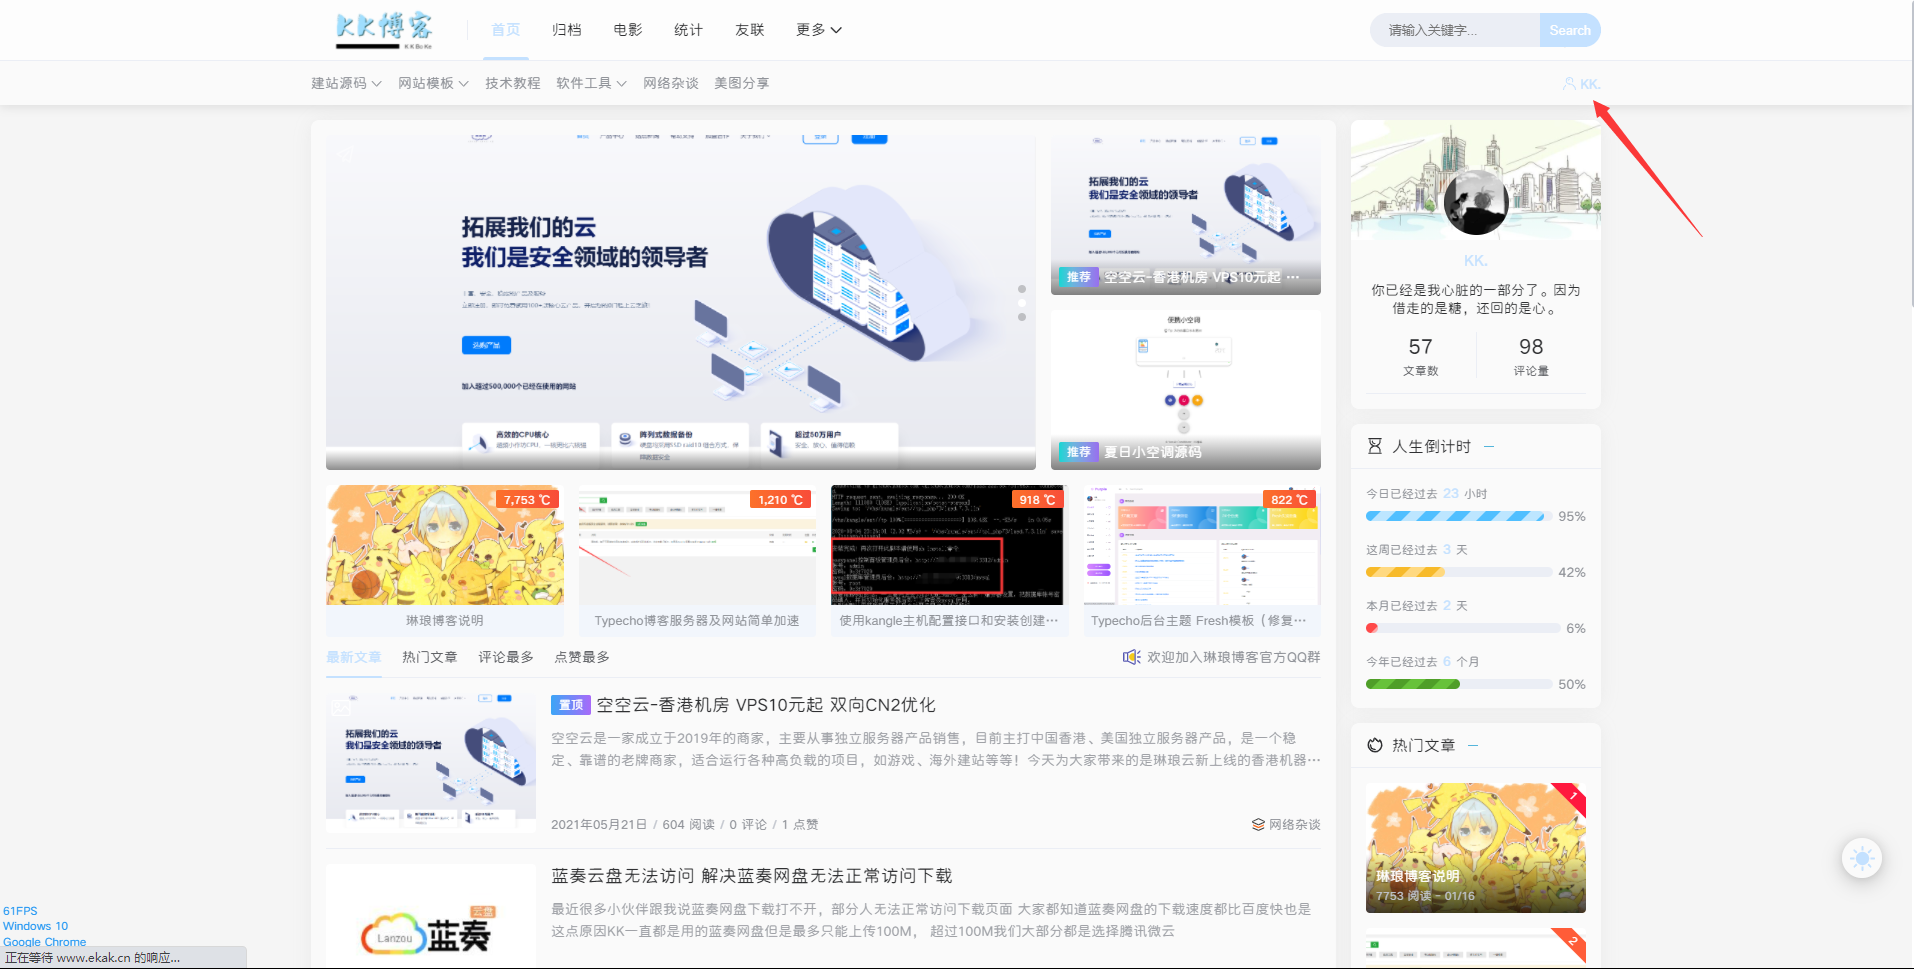 KK博客
K K Bo Ke
首页 归档 电影 统计 友联 更多
请输入关键字... Search
建站源码 网站模板 技术教程 软件工具 网络杂谈 美图分享
KK.
拓展我们的云
我们是安全领域的领导者
选购产品
加入超过500,000个已经在使用的网站
高效的CPU核心
阵列式数据备份
超过50万用户
拓展我们的云
我们是安全领域的领导者
推荐 空空云-香港机房 VPS10元起 ···
便携小空调
推荐 夏日小空调源码
KK.
你已经是我心脏的一部分了。因为
借走的是糖，还回的是心。
57 98
文章数 评论量
人生倒计时
今日已经过去 23 小时
95%
这周已经过去 3 天
42%
本月已经过去 2 天
6%
今年已经过去 6 个月
50%
7,753 ℃
琳琅博客说明
1,210 ℃
Typecho博客服务器及网站简单加速
918 ℃
使用kangle主机配置接口和安装创建···
822 ℃
Typecho后台主题 Fresh模板（修复···
最新文章 热门文章 评论最多 点赞最多
欢迎加入琳琅博客官方QQ群
拓展我们的云
我们是安全领域的领导者
置顶 空空云-香港机房 VPS10元起 双向CN2优化
空空云是一家成立于2019年的商家，主要从事独立服务器产品销售，目前主打中国香港、美国独立服务器产品，是一个稳
定、靠谱的老牌商家，适合运行各种高负载的项目，如游戏、海外建站等等！今天为大家带来的是琳琅云新上线的香港机器···
2021年05月21日 / 604 阅读 / 0 评论 / 1 点赞
网络杂谈
蓝奏云盘无法访问 解决蓝奏网盘无法正常访问下载
最近很多小伙伴跟我说蓝奏网盘下载打不开，部分人无法正常访问下载页面 大家都知道蓝奏网盘的下载速度都比百度快也是
这点原因KK一直都是用的蓝奏网盘但是最多只能上传100M， 超过100M我们大部分都是选择腾讯微云
Lanzou 蓝奏
云盘
热门文章
1
琳琅博客说明
7753 阅读 - 01/16
2
61FPS
Windows 10
Google Chrome
正在等待 www.ekak.cn 的响应...